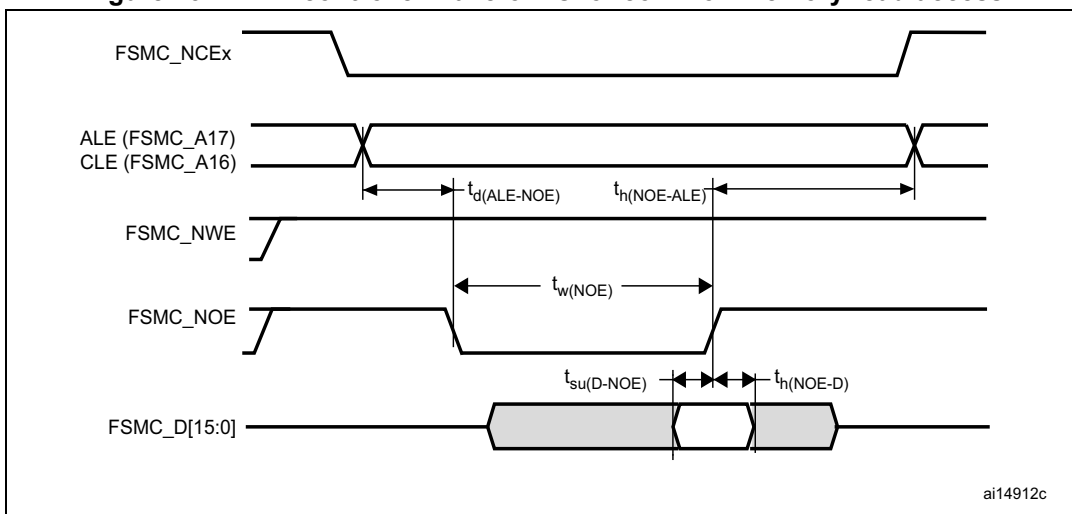 FSMC_NCEx
ALE (FSMC_A17)
CLE (FSMC_A16)
td(ALE-NOE)
th(NOE-ALE)
FSMC_NWE
tw(NOE)
FSMC_NOE
tsu(D-NOE)
th(NOE-D)
FSMC_D[15:0]
ai14912c